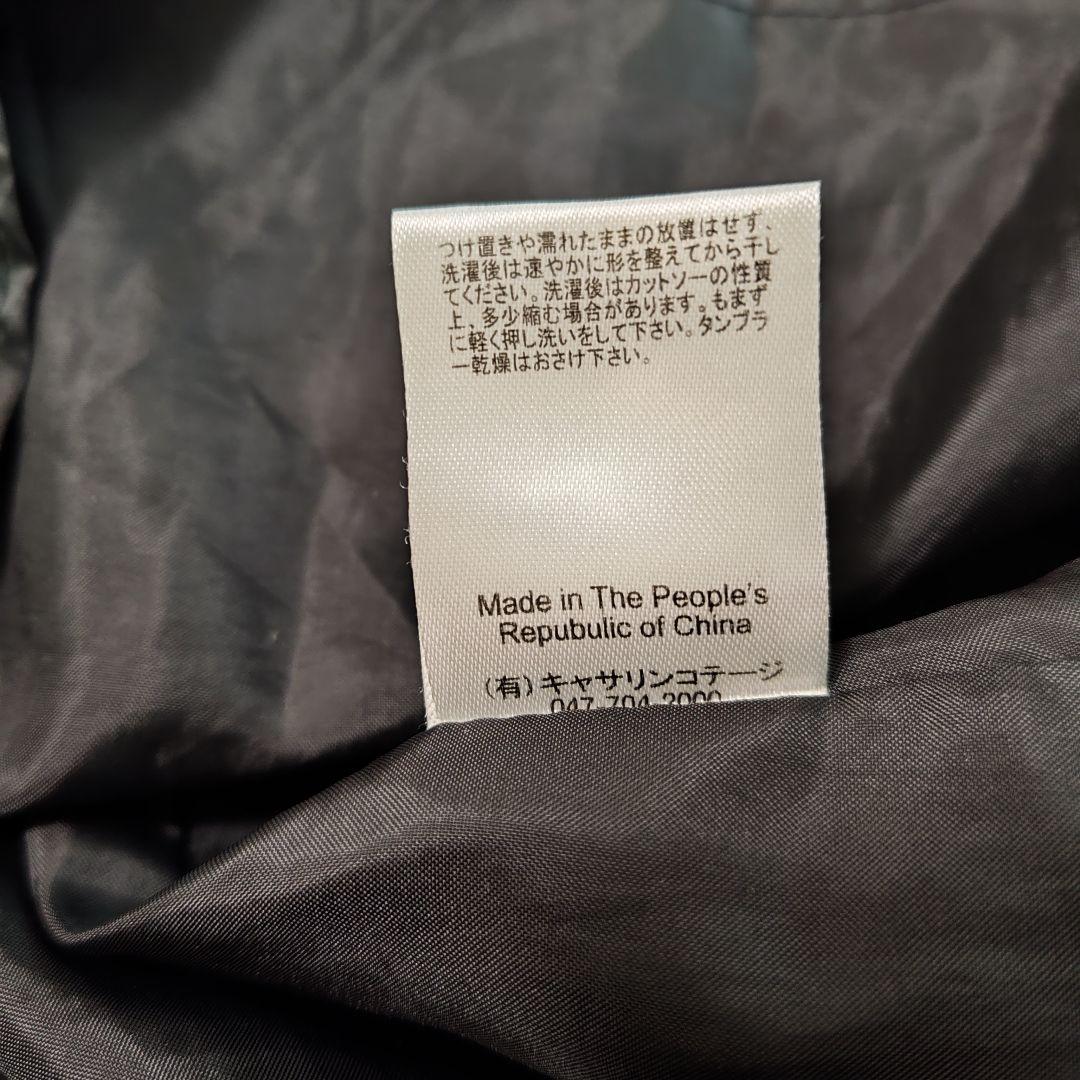 つけ置きや濡れたままの放置はせず、
洗濯後は速やかに形を整えてから干し
てください。洗濯後はカットソーの性質
上、多少縮む場合があります。もまず
に軽く押し洗いをして下さい。タンブラ
ー乾燥はおさけ下さい。
Made in The People's
Repubulic of China
(有)キャサリンコテージ
047-704-2000